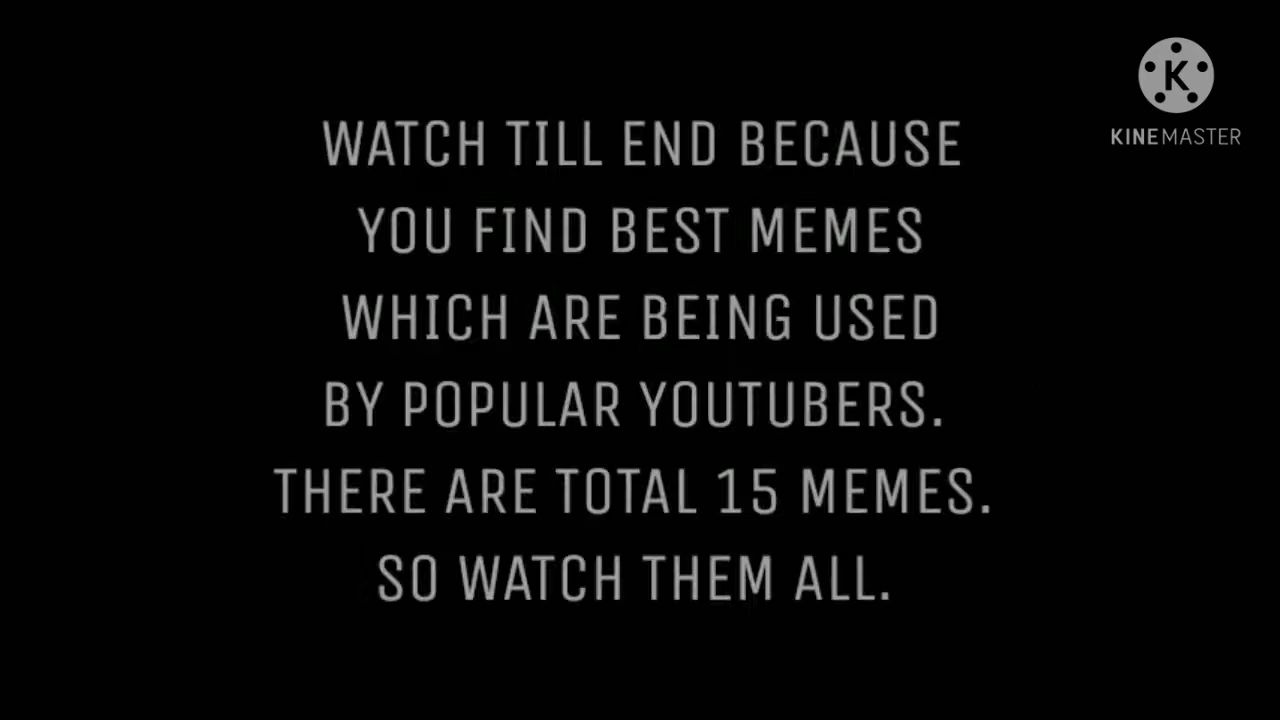 KINEMASTER
WATCH TILL END BECAUSE
YOU FIND BEST MEMES
WHICH ARE BEING USED
BY POPULAR YOUTUBERS.
THERE ARE TOTAL 15 MEMES.
SO WATCH THEM ALL.